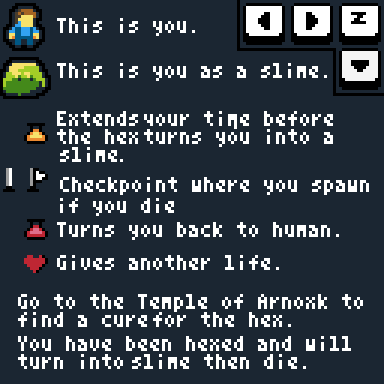 This is you.
Z
This is you as a slime.
Extends your time before
the hex turns you into a
slime.
Checkpoint where you spawn
if you die
Turns you back to human.
Gives another life.
Go to the Temple of Arnoxk to
find a cure for the hex.
You have been hexed and will
turn into slime then die.